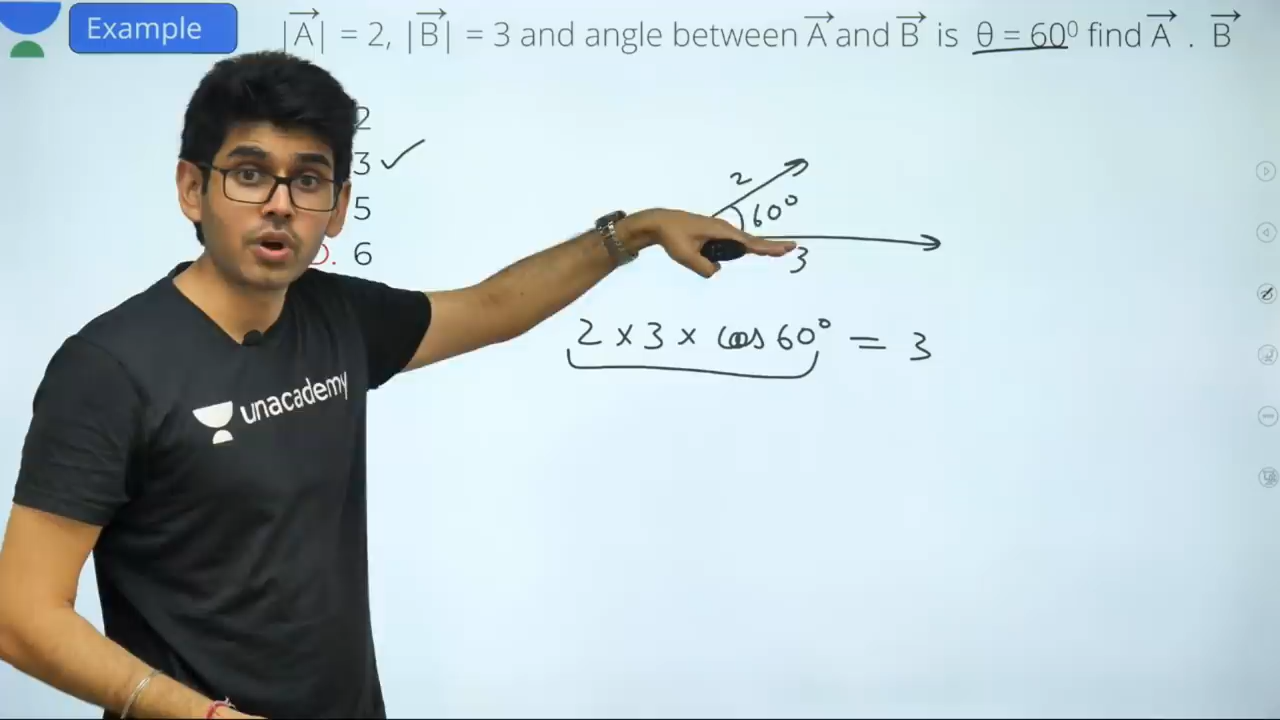 Example
|A⃗| = 2, |B⃗| = 3 and angle between A⃗ and B⃗ is θ = 60⁰ find A⃗ . B⃗
2
3 ✓
5
D. 6
2
60°
3
2 × 3 × cos 60° = 3
unacademy